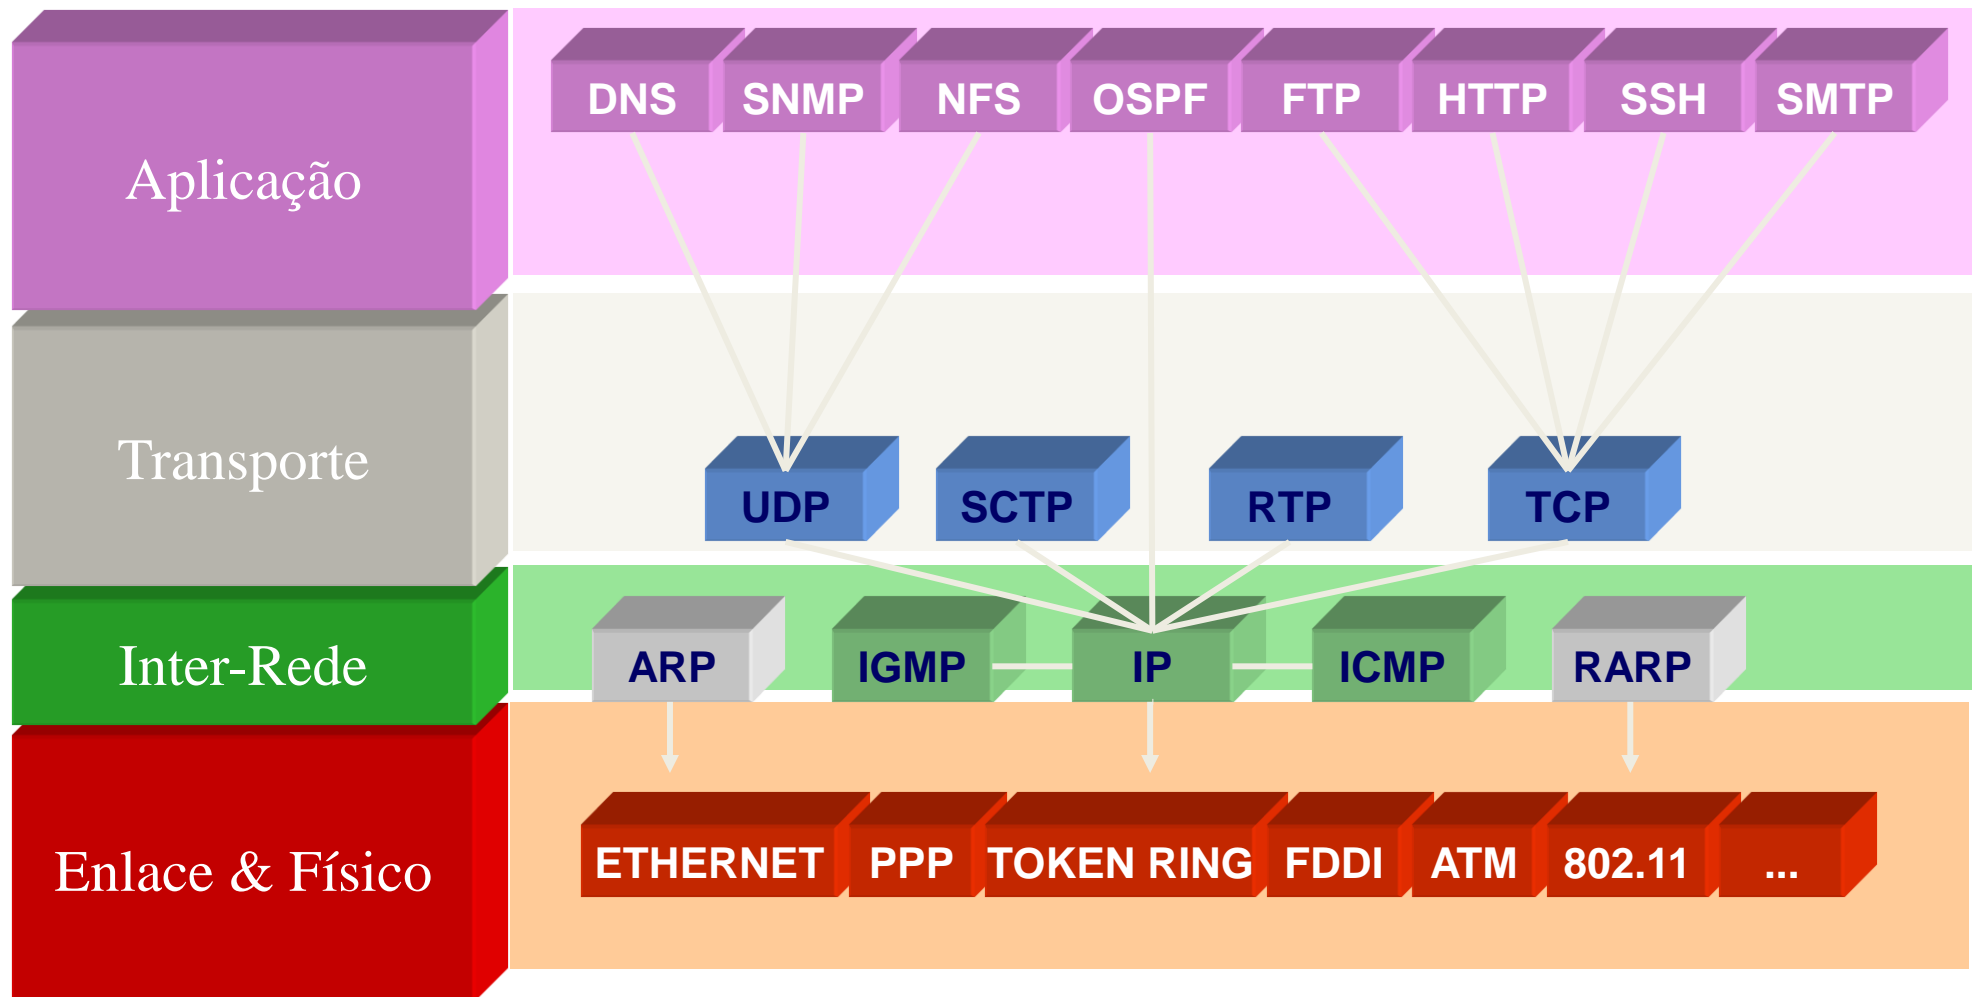 Aplicação
DNS SNMP NFS OSPF FTP HTTP SSH SMTP
Transporte
UDP SCTP RTP TCP
Inter-Rede
ARP IGMP IP ICMP RARP
Enlace & Físico
ETHERNET PPP TOKEN RING FDDI ATM 802.11 ...